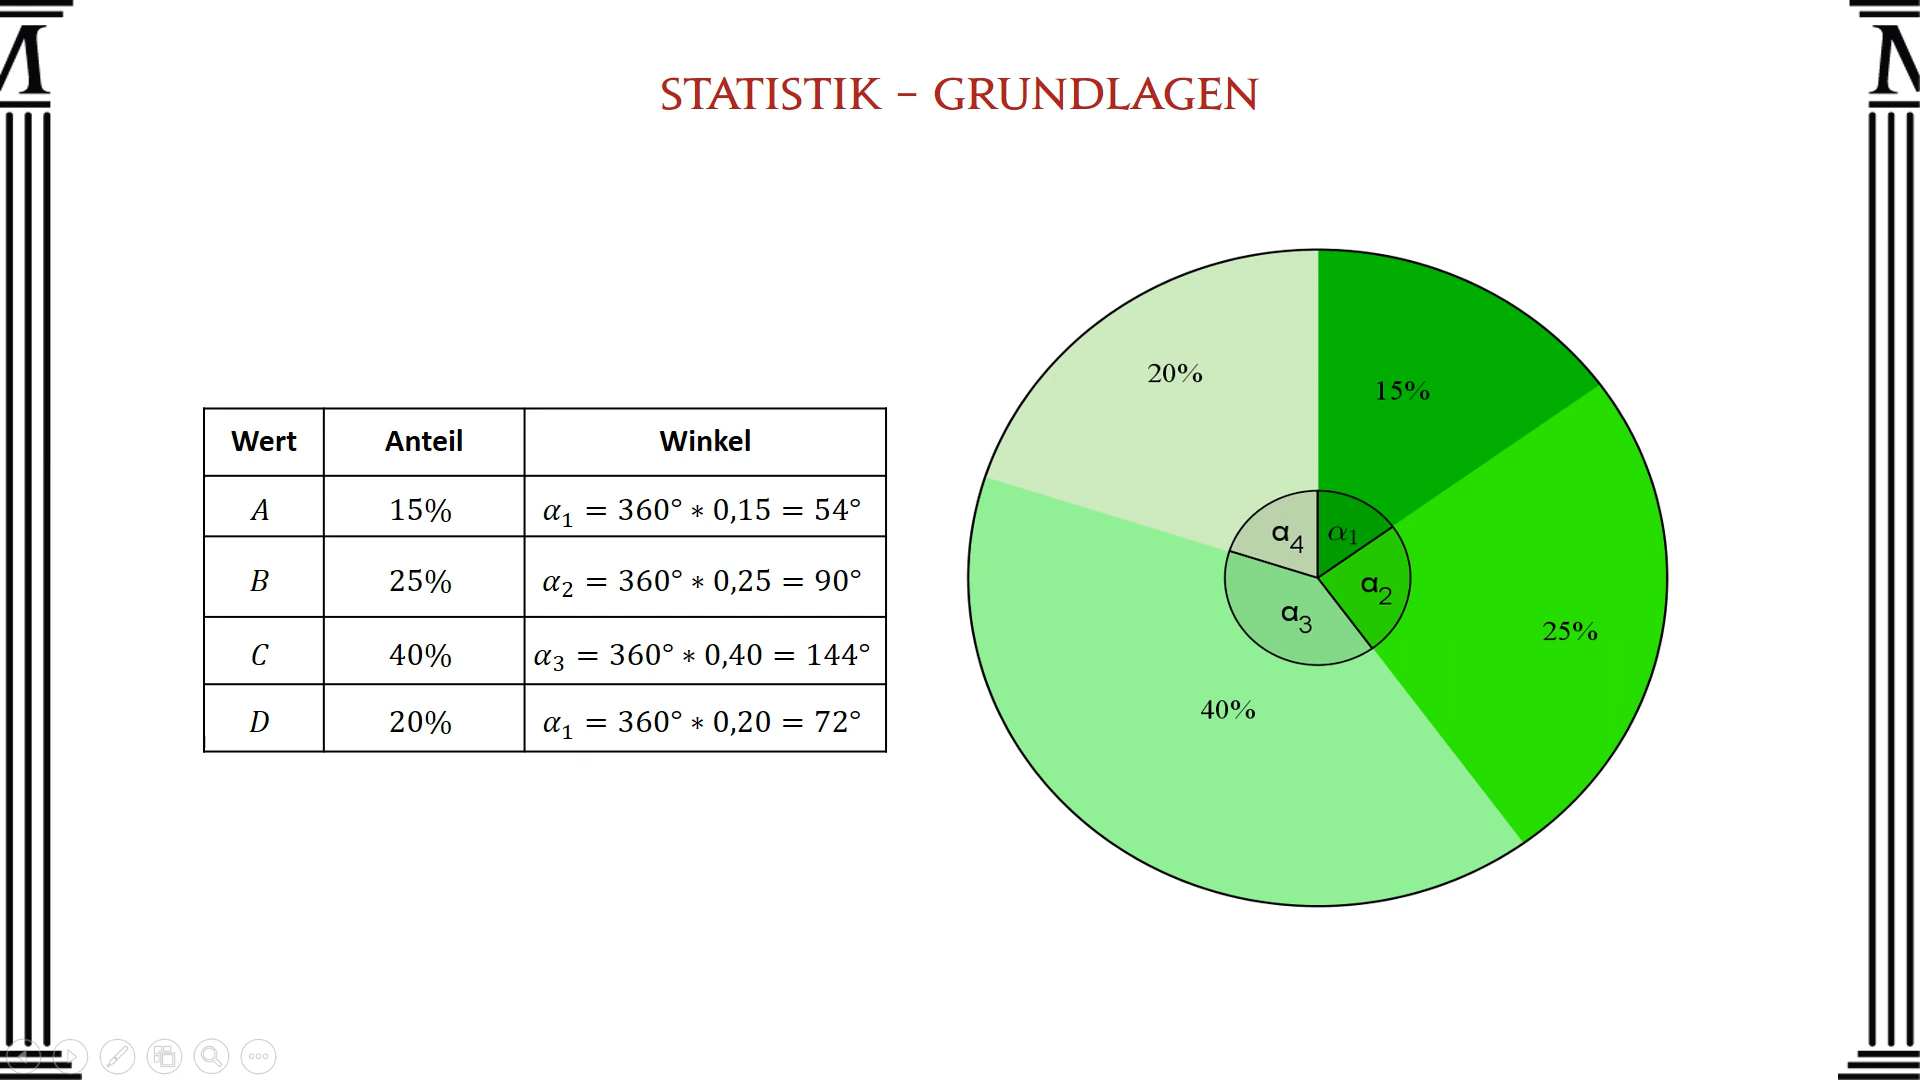 M
STATISTIK – GRUNDLAGEN
Wert Anteil Winkel
A 15% α₁ = 360° ∗ 0,15 = 54°
B 25% α₂ = 360° ∗ 0,25 = 90°
C 40% α₃ = 360° ∗ 0,40 = 144°
D 20% α₁ = 360° ∗ 0,20 = 72°
20%
15%
α₄
α₁
α₂
α₃
25%
40%